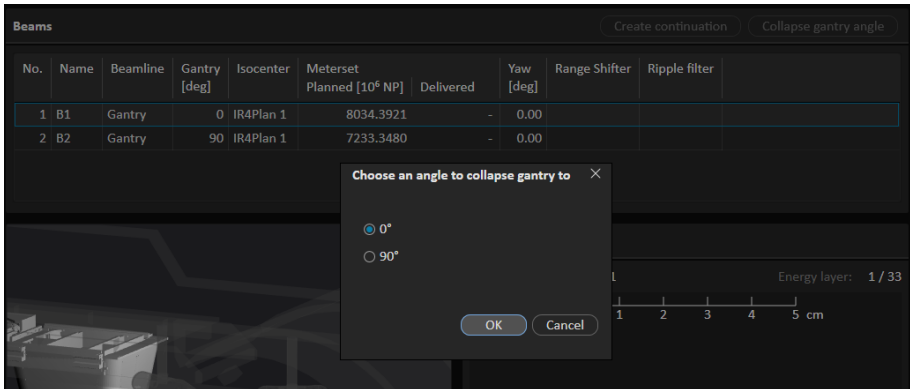 Beams
Create continuation
Collapse gantry angle
No. Name Beamline Gantry [deg] Isocenter Meterset Planned [10⁶ NP] Delivered Yaw [deg] Range Shifter Ripple filter
1 B1 Gantry 0 IR4Plan 1 8034.3921 - 0.00
2 B2 Gantry 90 IR4Plan 1 7233.3480 - 0.00
Choose an angle to collapse gantry to
0°
90°
OK Cancel
Energy layer: 1 / 33
1 2 3 4 5 cm